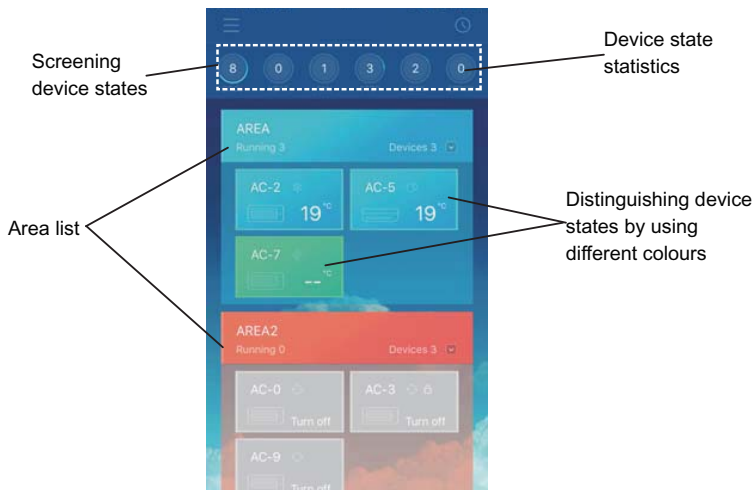 Screening
device states
Device state
statistics
8 0 1 3 2 0
AREA
Running 3
Devices 3
AC-2
19°C
AC-5
19°C
Area list
Distinguishing device
states by using
different colours
AC-7
--°C
AREA2
Running 0
Devices 3
AC-0
Turn off
AC-3
Turn off
AC-9
Turn off